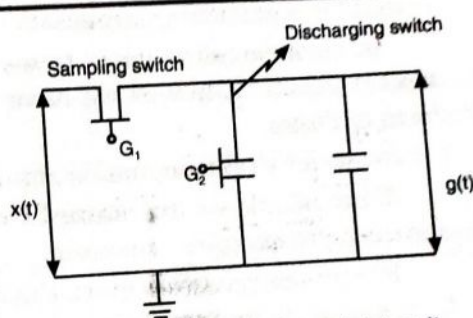 Discharging switch
Sampling switch
G₁
G₂
x(t)
g(t)